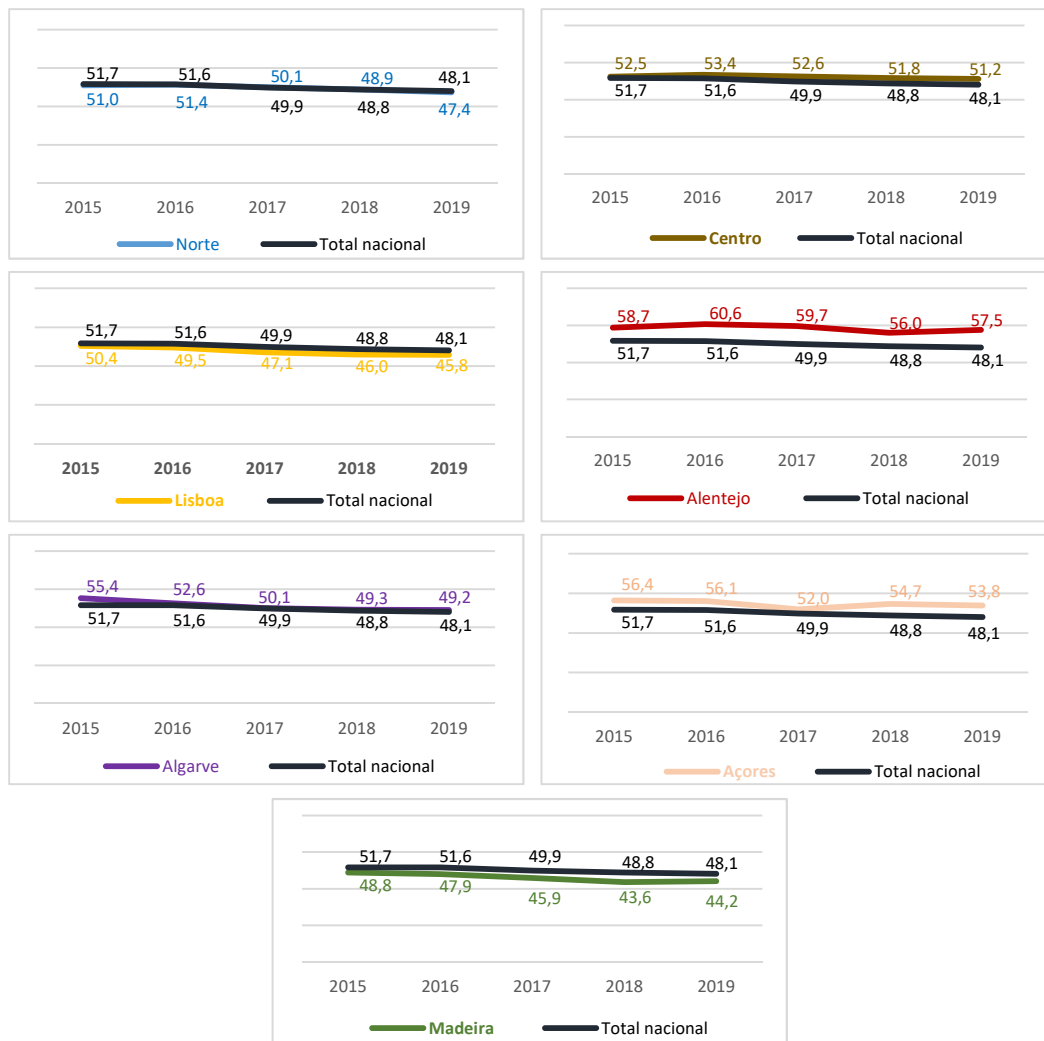 51,7 51,6 50,1 48,9 48,1
51,0 51,4 49,9 48,8 47,4
2015 2016 2017 2018 2019
Norte Total nacional
52,5 53,4 52,6 51,8 51,2
51,7 51,6 49,9 48,8 48,1
2015 2016 2017 2018 2019
Centro Total nacional
51,7 51,6 49,9 48,8 48,1
50,4 49,5 47,1 46,0 45,8
2015 2016 2017 2018 2019
Lisboa Total nacional
58,7 60,6 59,7 56,0 57,5
51,7 51,6 49,9 48,8 48,1
2015 2016 2017 2018 2019
Alentejo Total nacional
55,4 52,6 50,1 49,3 49,2
51,7 51,6 49,9 48,8 48,1
2015 2016 2017 2018 2019
Algarve Total nacional
56,4 56,1 52,0 54,7 53,8
51,7 51,6 49,9 48,8 48,1
2015 2016 2017 2018 2019
Açores Total nacional
51,7 51,6 49,9 48,8 48,1
48,8 47,9 45,9 43,6 44,2
2015 2016 2017 2018 2019
Madeira Total nacional